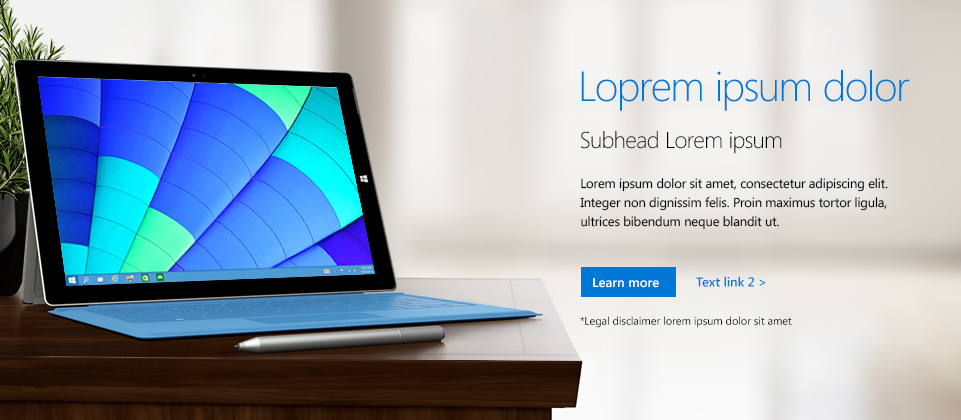 Loprem ipsum dolor
Subhead Lorem ipsum
Lorem ipsum dolor sit amet, consectetur adipiscing elit.
Integer non dignissim felis. Proin maximus tortor ligula,
ultrices bibendum neque blandit ut.
Learn more
Text link 2 >
*Legal disclaimer lorem ipsum dolor sit amet